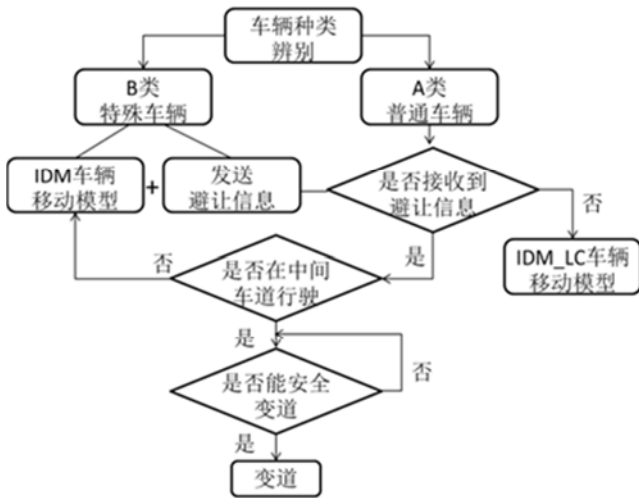 车辆种类
辨别
B类
特殊车辆
A类
普通车辆
IDM车辆
移动模型
+
发送
避让信息
是否接收到
避让信息
否
是
IDM_LC车辆
移动模型
否
是否在中间
车道行驶
是
是否能安全
变道
否
是
变道